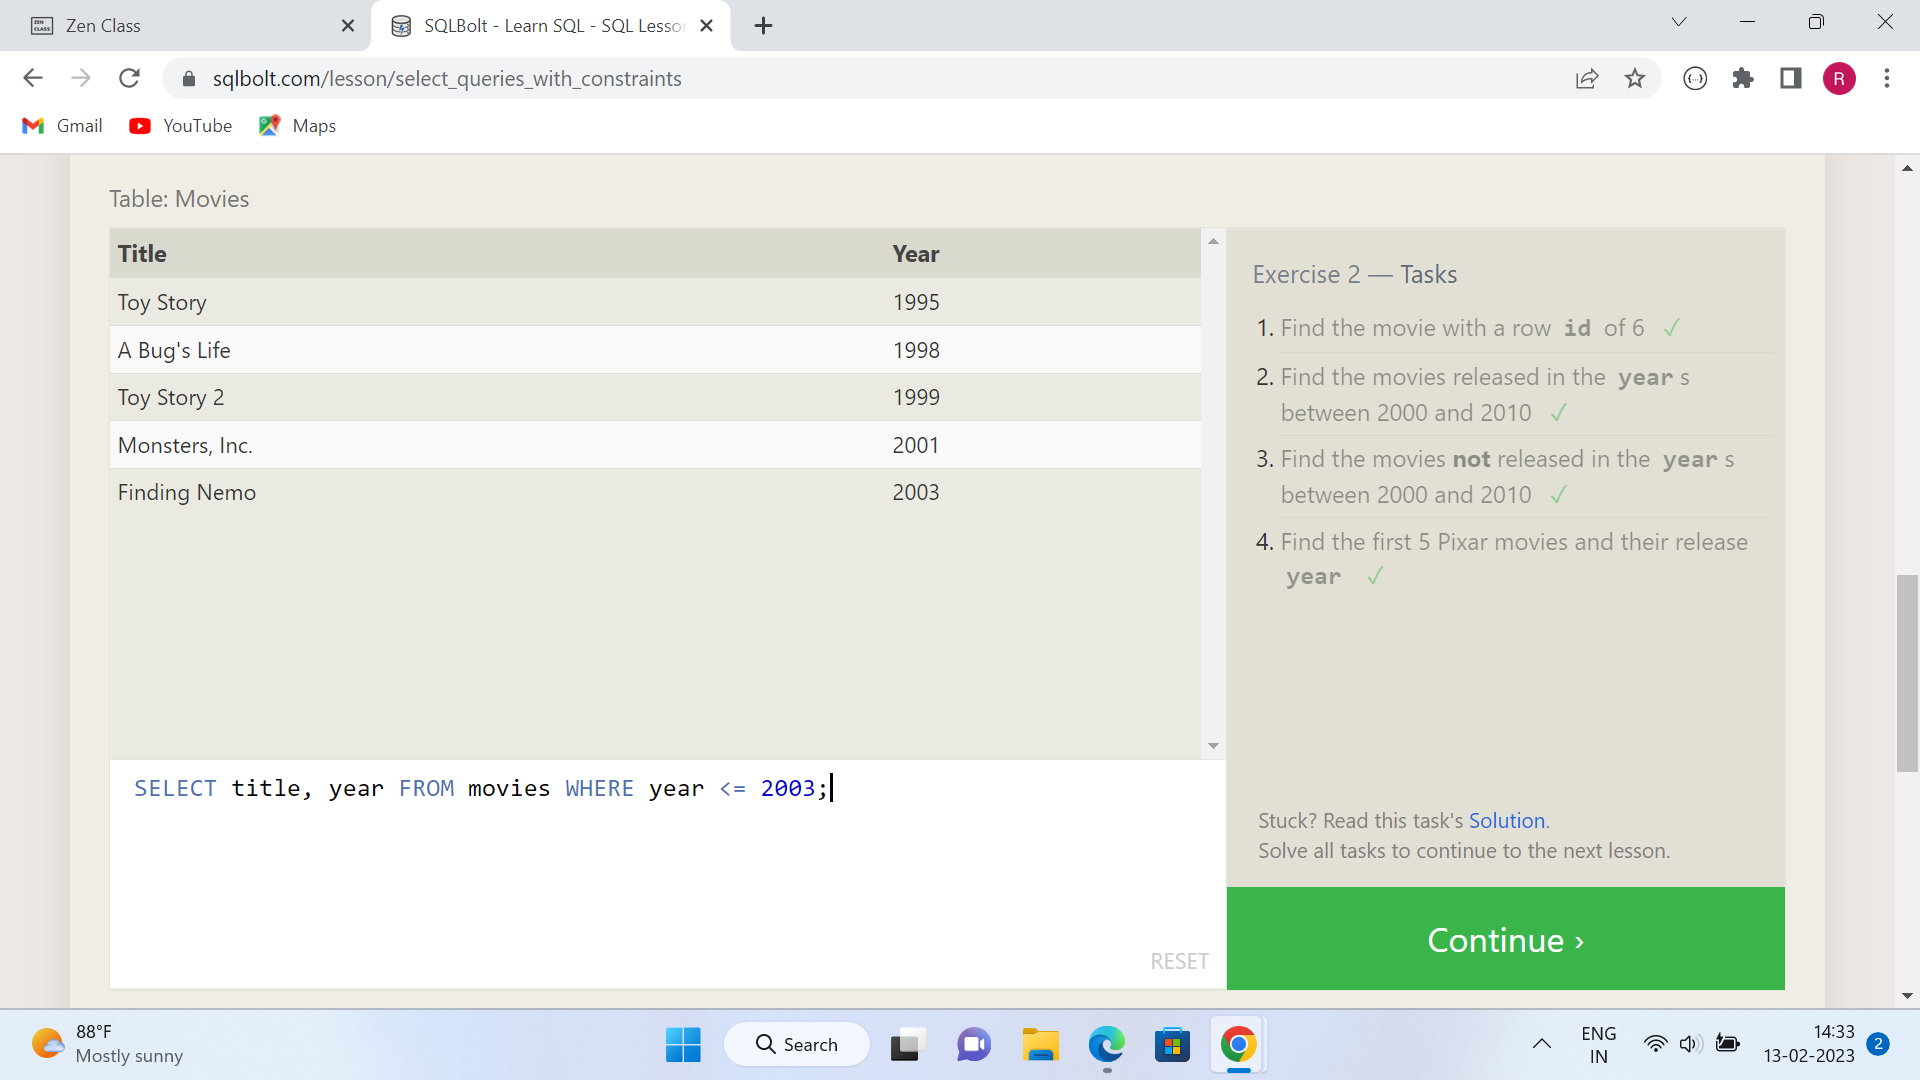 Zen Class
SQLBolt - Learn SQL - SQL Lesso
sqlbolt.com/lesson/select_queries_with_constraints
R
Gmail YouTube Maps
Table: Movies
Title Year
Toy Story 1995
A Bug's Life 1998
Toy Story 2 1999
Monsters, Inc. 2001
Finding Nemo 2003
SELECT title, year FROM movies WHERE year <= 2003;
RESET
Exercise 2 — Tasks
1. Find the movie with a row id of 6 ✓
2. Find the movies released in the year s
between 2000 and 2010 ✓
3. Find the movies not released in the year s
between 2000 and 2010 ✓
4. Find the first 5 Pixar movies and their release
year ✓
Stuck? Read this task's Solution.
Solve all tasks to continue to the next lesson.
Continue ›
88°F
Mostly sunny
Search
ENG
IN
14:33
13-02-2023
2